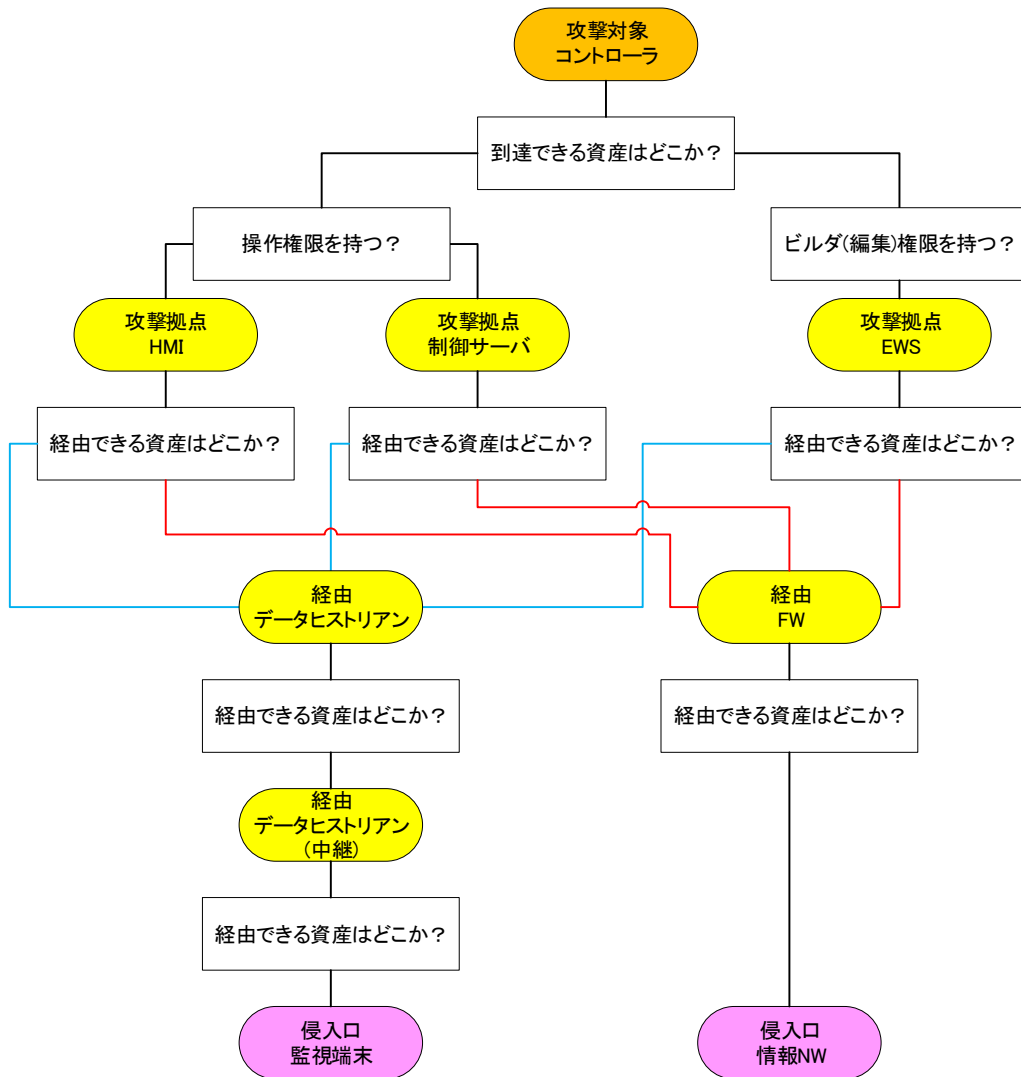 攻撃対象
コントローラ
到達できる資産はどこか？
操作権限を持つ？
ビルダ(編集)権限を持つ？
攻撃拠点
HMI
攻撃拠点
制御サーバ
攻撃拠点
EWS
経由できる資産はどこか？
経由できる資産はどこか？
経由できる資産はどこか？
経由
データヒストリアン
経由
FW
経由できる資産はどこか？
経由できる資産はどこか？
経由
データヒストリアン
(中継)
経由できる資産はどこか？
侵入口
監視端末
侵入口
情報NW